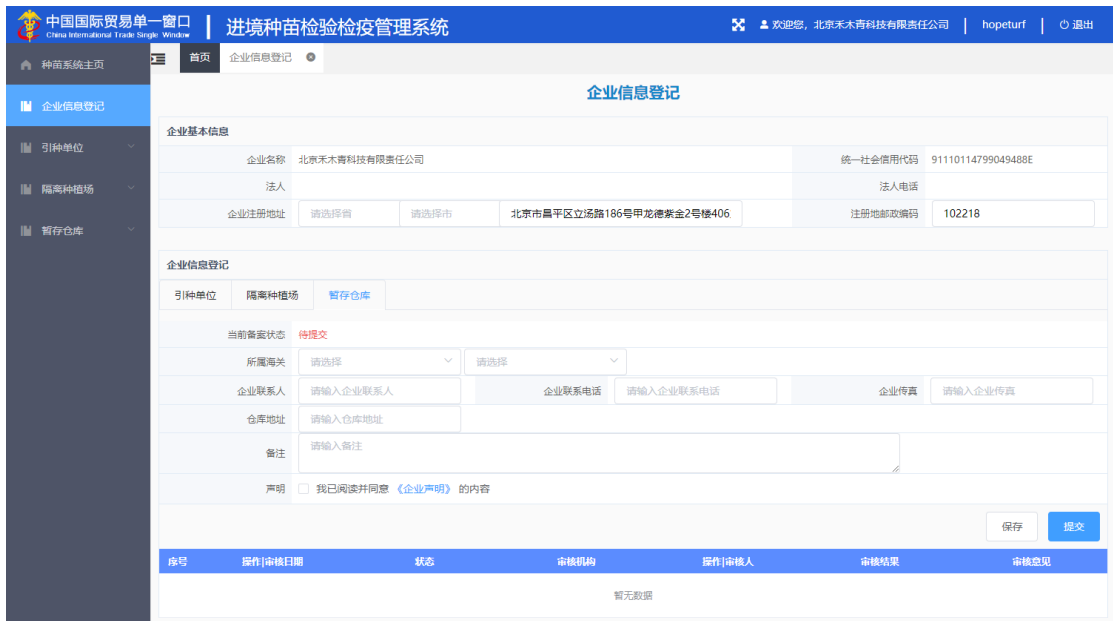 中国国际贸易单一窗口 进境种苗检验检疫管理系统 欢迎您，北京禾木青科技有限责任公司 hopeturf 退出
China International Trade Single Window
种苗系统主页 首页 企业信息登记
企业信息登记
企业信息登记
企业基本信息
引种单位
企业名称 北京禾木青科技有限责任公司 统一社会信用代码 91110114799049488E
隔离种植场
法人 法人电话
企业注册地址 请选择省 请选择市 北京市昌平区立汤路186号甲龙德紫金2号楼406 注册地邮政编码 102218
暂存仓库
企业信息登记
引种单位 隔离种植场 暂存仓库
当前备案状态 待提交
所属海关 请选择 请选择
企业联系人 请输入企业联系人 企业联系电话 请输入企业联系电话 企业传真 请输入企业传真
仓库地址 请输入仓库地址
备注 请输入备注
声明 我已阅读并同意 《企业声明》 的内容
保存 提交
序号 操作|审核日期 状态 审核机构 操作|审核人 审核结果 审核意见
暂无数据